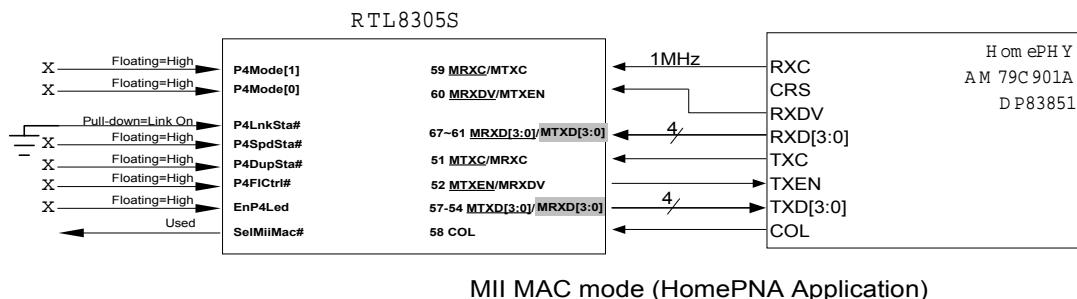 RTL8305S
X Floating=High P4Mode[1]
X Floating=High P4Mode[0]
Pull-down=Link On P4LnkSta#
X Floating=High P4SpdSta#
X Floating=High P4DupSta#
X Floating=High P4FlCtrl#
X Floating=High EnP4Led
Used SelMiiMac#
59 MRXC/MTXC
60 MRXDV/MTXEN
67~61 MRXD[3:0]/MTXD[3:0]
51 MTXC/MRXC
52 MTXEN/MRXDV
57-54 MTXD[3:0]/MRXD[3:0]
58 COL
1MHz
4
4
HomePHY
AM79C901A
DP83851
RXC
CRS
RXDV
RXD[3:0]
TXC
TXEN
TXD[3:0]
COL
MII MAC mode (HomePNA Application)